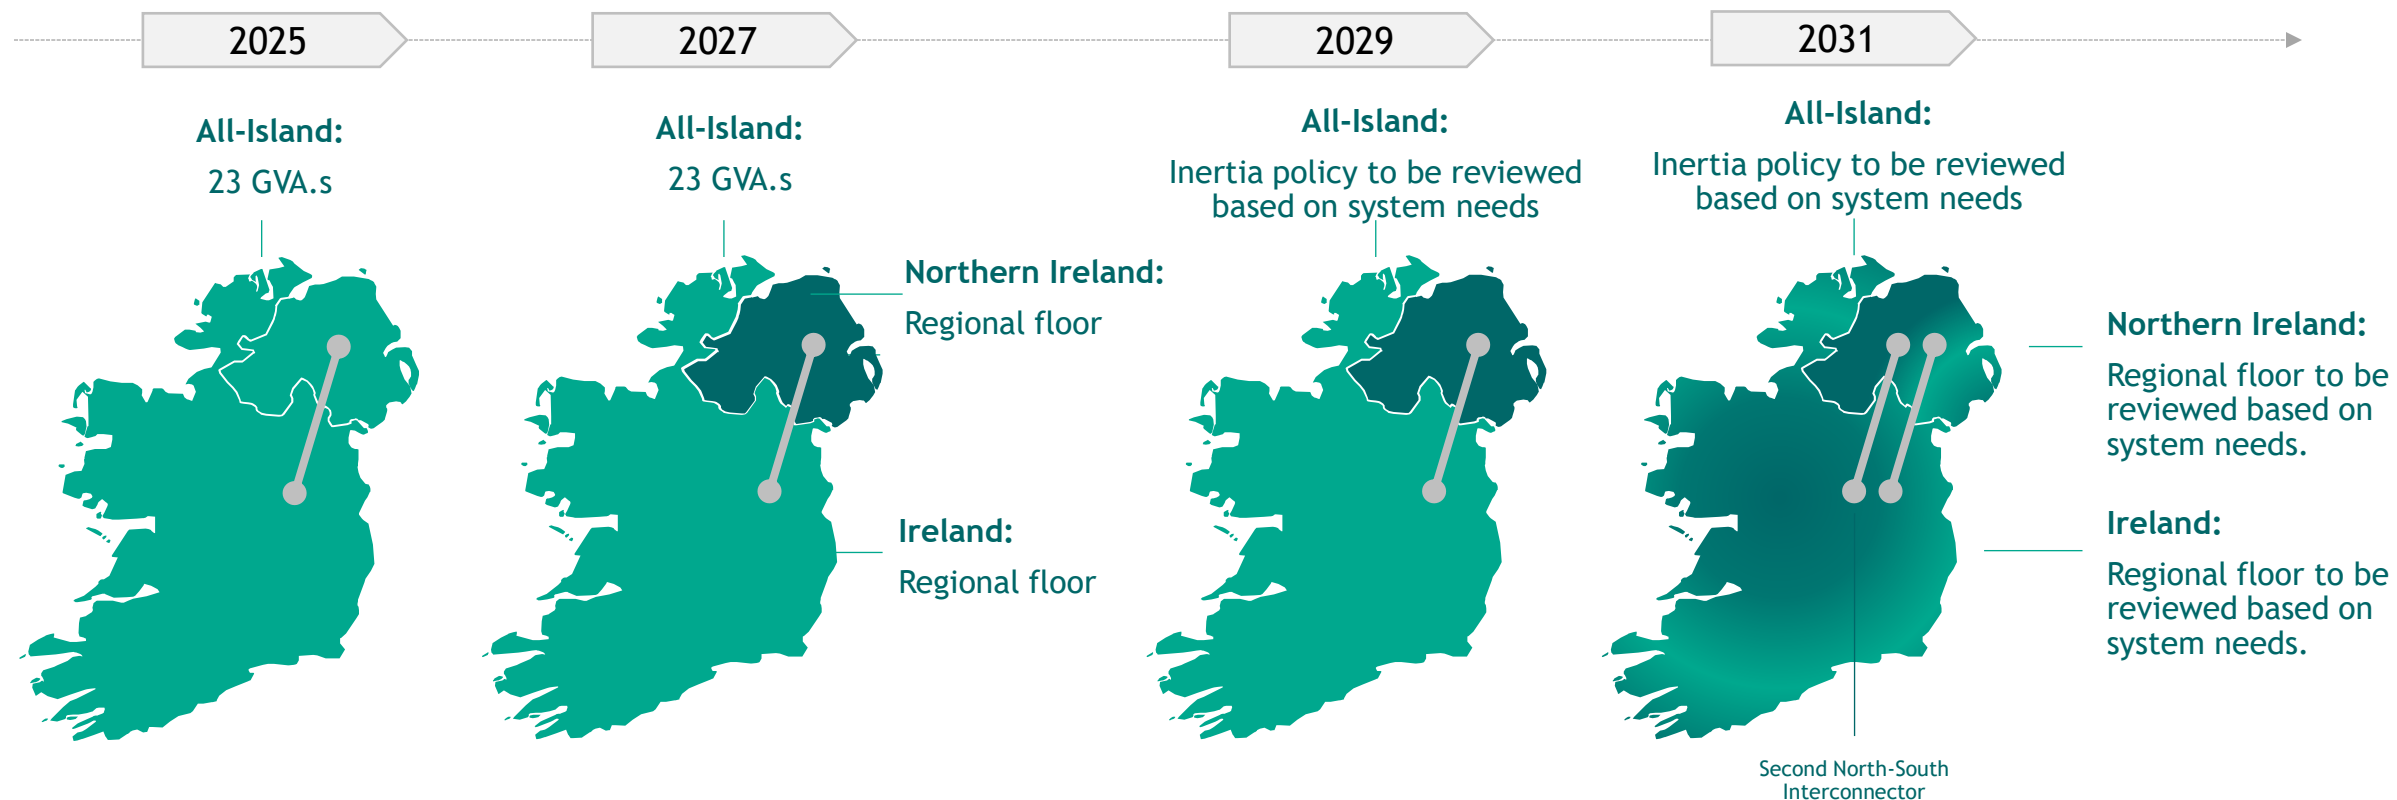 2025
2027
2029
2031
All-Island:
23 GVA.s
All-Island:
23 GVA.s
Northern Ireland:
Regional floor
Ireland:
Regional floor
All-Island:
Inertia policy to be reviewed
based on system needs
All-Island:
Inertia policy to be reviewed
based on system needs
Northern Ireland:
Regional floor to be
reviewed based on
system needs.
Ireland:
Regional floor to be
reviewed based on
system needs.
Second North-South
Interconnector